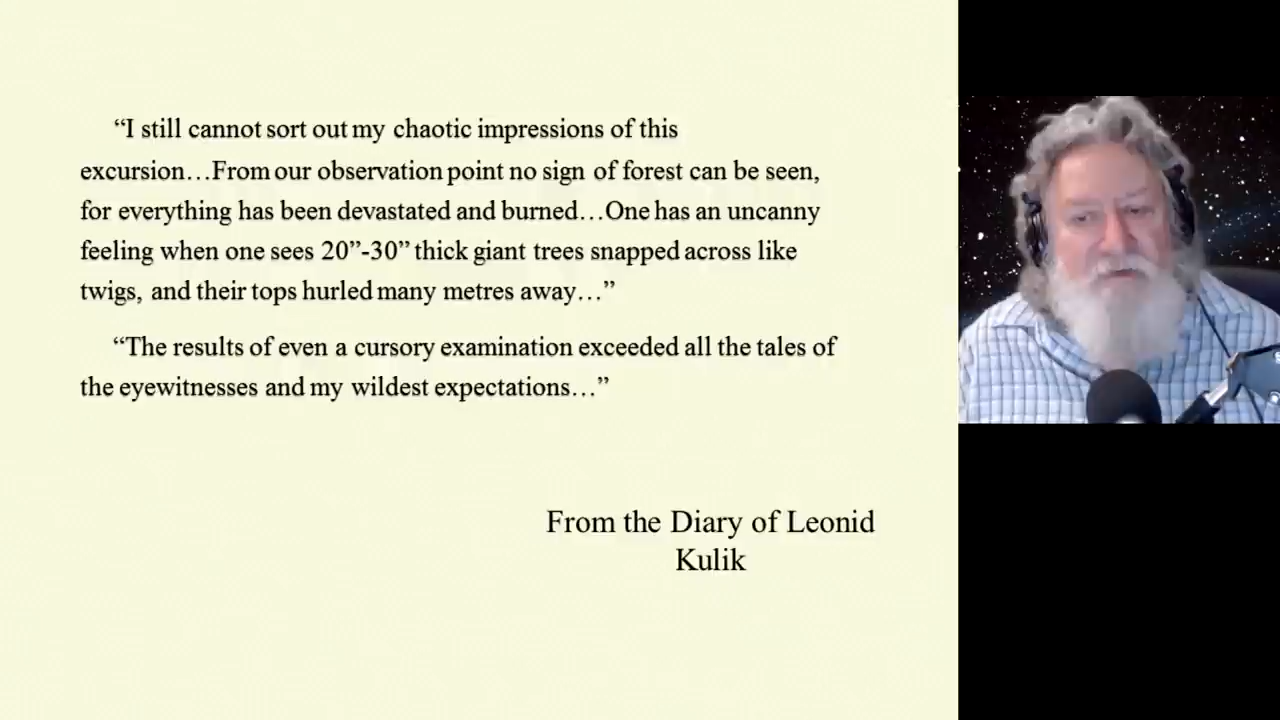 “I still cannot sort out my chaotic impressions of this
excursion…From our observation point no sign of forest can be seen,
for everything has been devastated and burned…One has an uncanny
feeling when one sees 20”-30” thick giant trees snapped across like
twigs, and their tops hurled many metres away…”
“The results of even a cursory examination exceeded all the tales of
the eyewitnesses and my wildest expectations…”
From the Diary of Leonid
Kulik